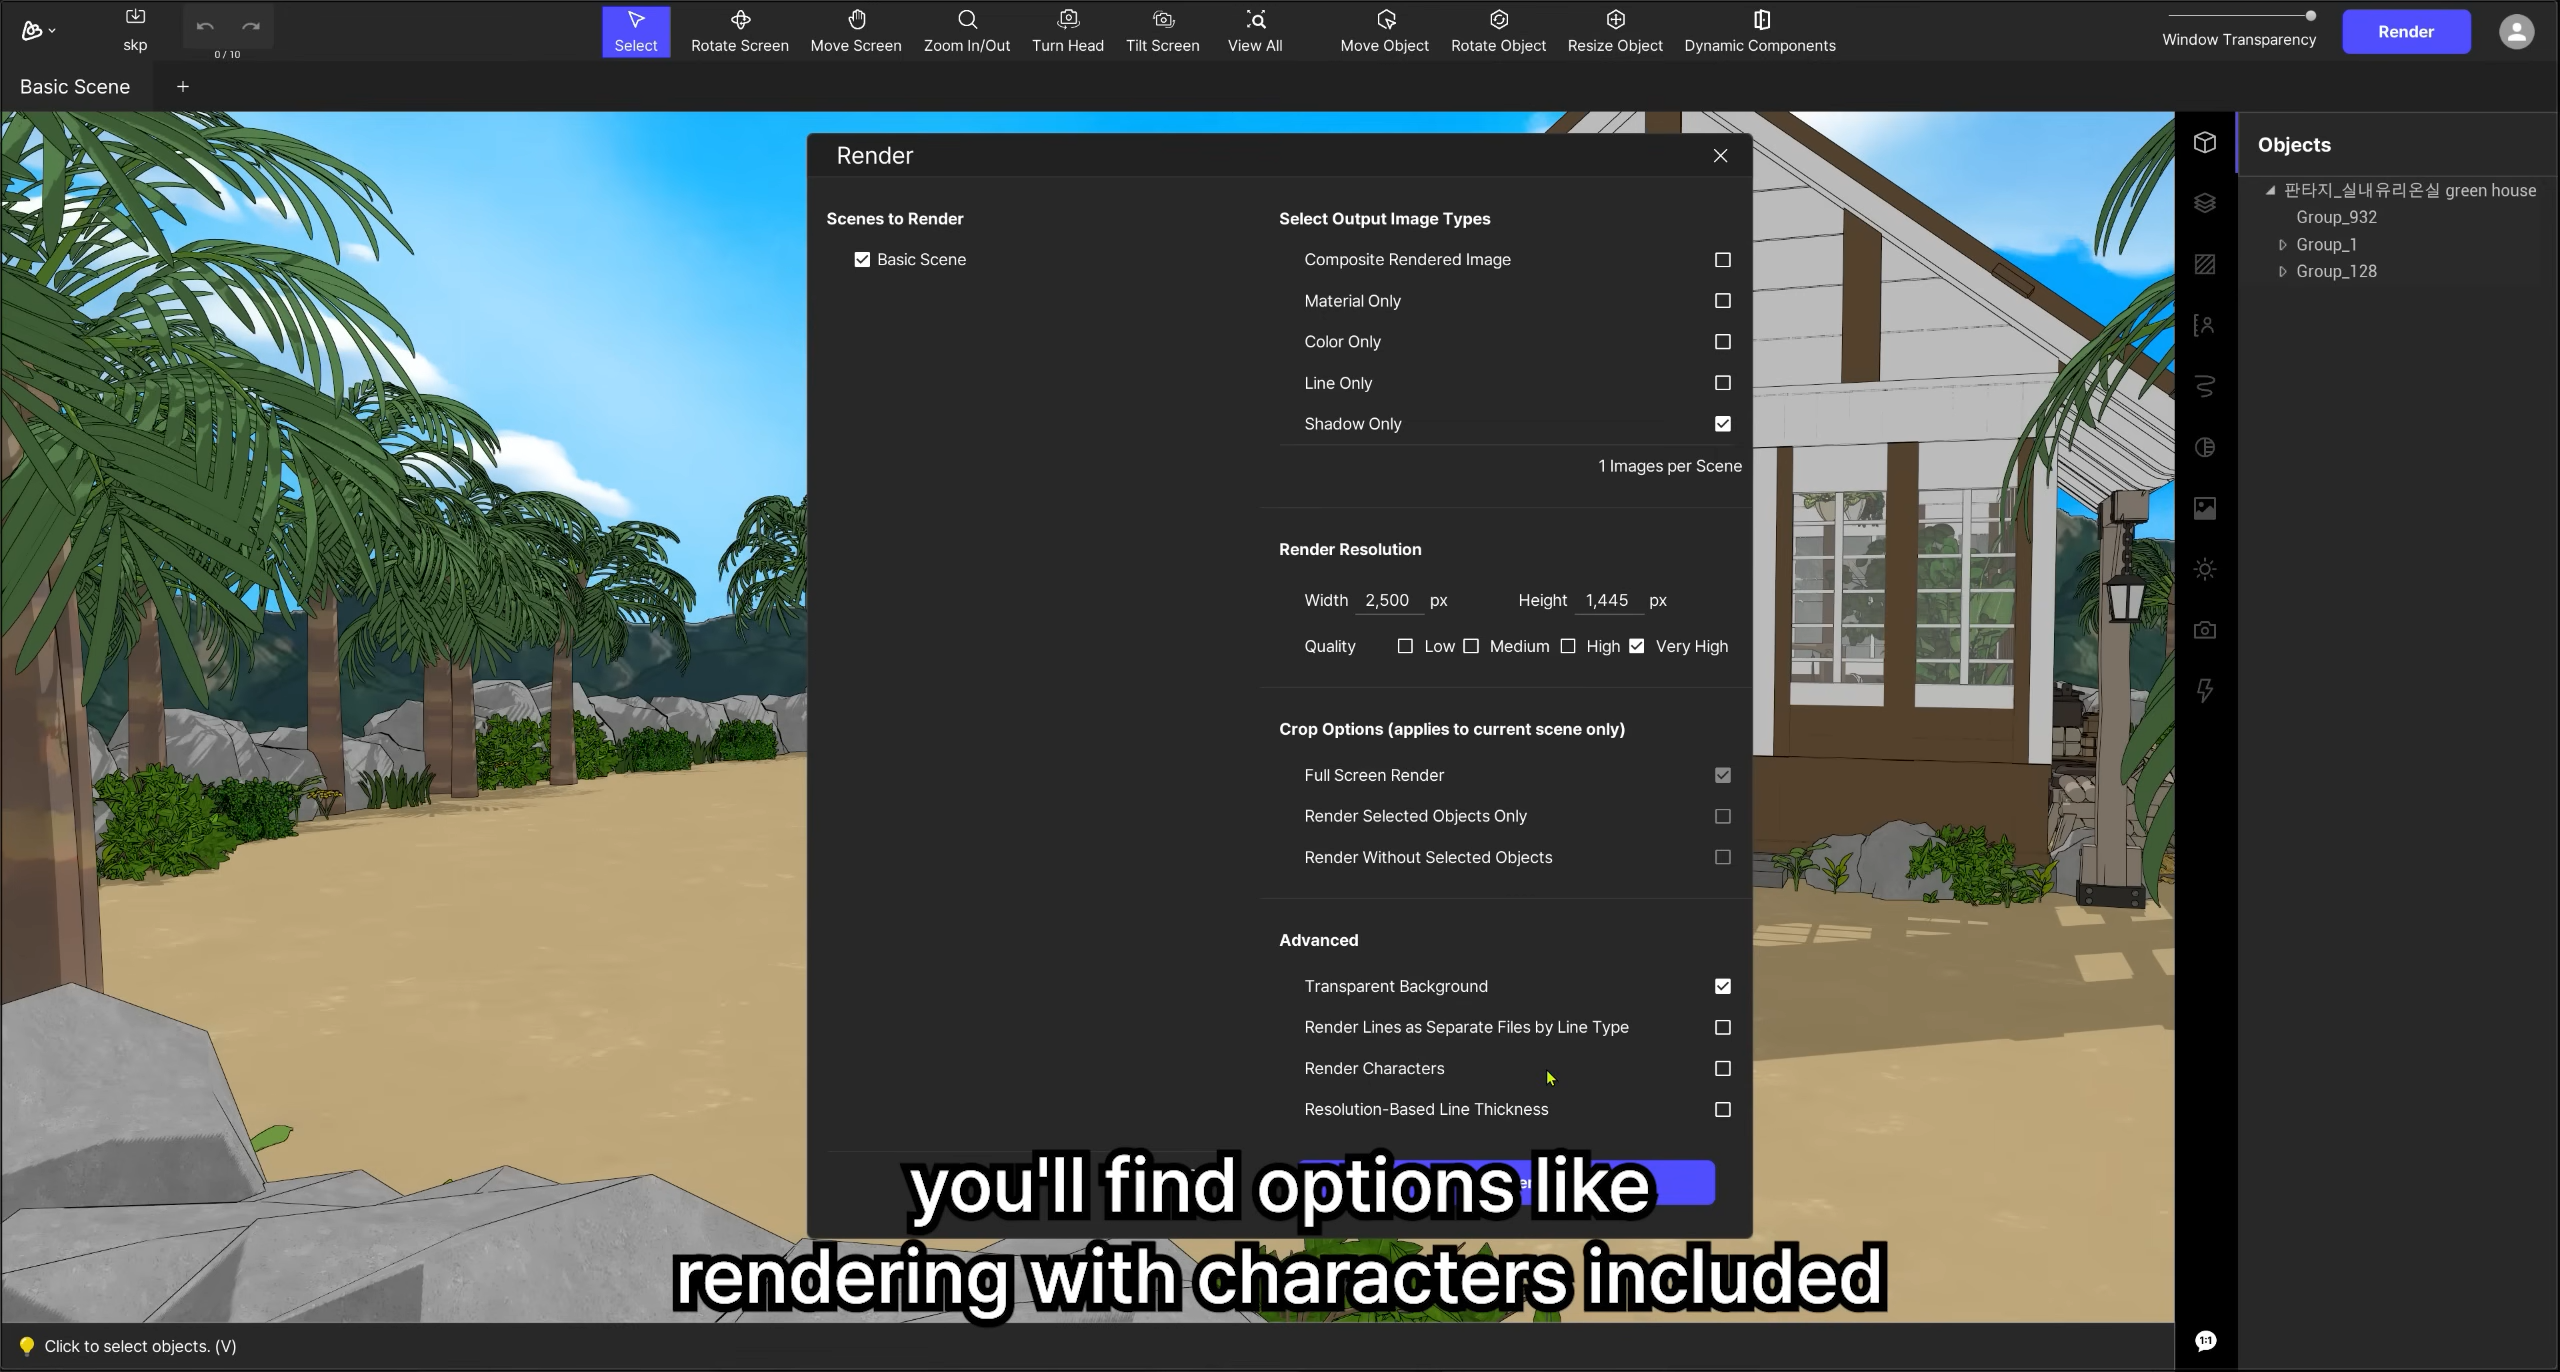 skp
0 / 10
Select
Rotate Screen
Move Screen
Zoom In/Out
Turn Head
Tilt Screen
View All
Move Object
Rotate Object
Resize Object
Dynamic Components
Window Transparency
Render
Basic Scene
+
Render
Scenes to Render
Basic Scene
Select Output Image Types
Composite Rendered Image
Material Only
Color Only
Line Only
Shadow Only
1 Images per Scene
Render Resolution
Width 2,500 px
Height 1,445 px
Quality Low Medium High Very High
Crop Options (applies to current scene only)
Full Screen Render
Render Selected Objects Only
Render Without Selected Objects
Advanced
Transparent Background
Render Lines as Separate Files by Line Type
Render Characters
Resolution-Based Line Thickness
Objects
판타지_실내유리온실 green house
Group_932
Group_1
Group_128
you'll find options like
rendering with characters included
Click to select objects. (V)
1:1